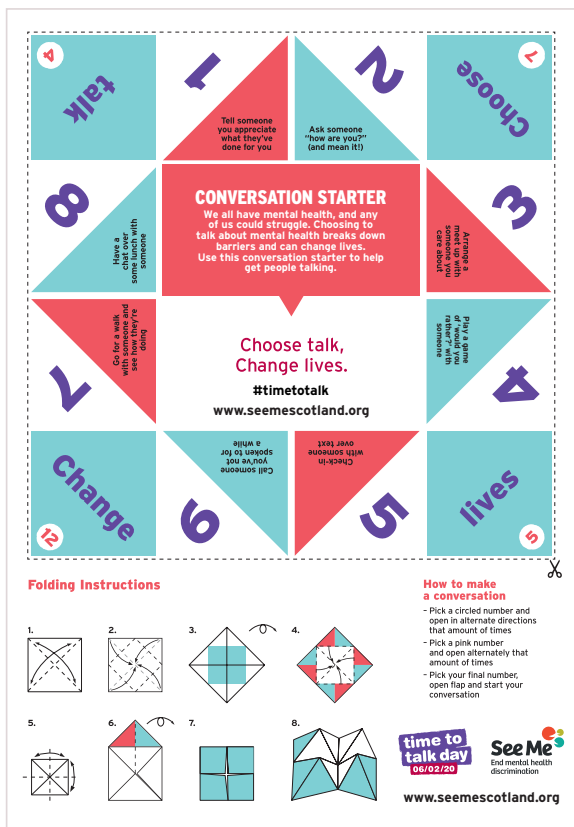 4
talk
1
2
Choose
7
Tell someone
you appreciate
what they've
done for you
Ask someone
"how are you?"
(and mean it!)
8
Have a
chat over
some lunch with
someone
CONVERSATION STARTER
We all have mental health, and any
of us could struggle. Choosing to
talk about mental health breaks down
barriers and can change lives.
Use this conversation starter to help
get people talking.
3
Arrange a
meet up with
someone you
care about
7
Go for a walk
with someone and
see how they're
doing
Choose talk,
Change lives.
#timetotalk
www.seemescotland.org
4
Play a game
of 'would you
rather?' with
someone
Change
12
6
Call someone
you've not
spoken to for
a while
5
Check-in
with someone
over text
lives
5
Folding Instructions
1.
2.
3.
4.
5.
6.
7.
8.
How to make
a conversation
– Pick a circled number and
open in alternate directions
that amount of times
– Pick a pink number
and open alternately that
amount of times
– Pick your final number,
open flap and start your
conversation
time to
talk day
06/02/20
See Me
End mental health
discrimination
www.seemescotland.org